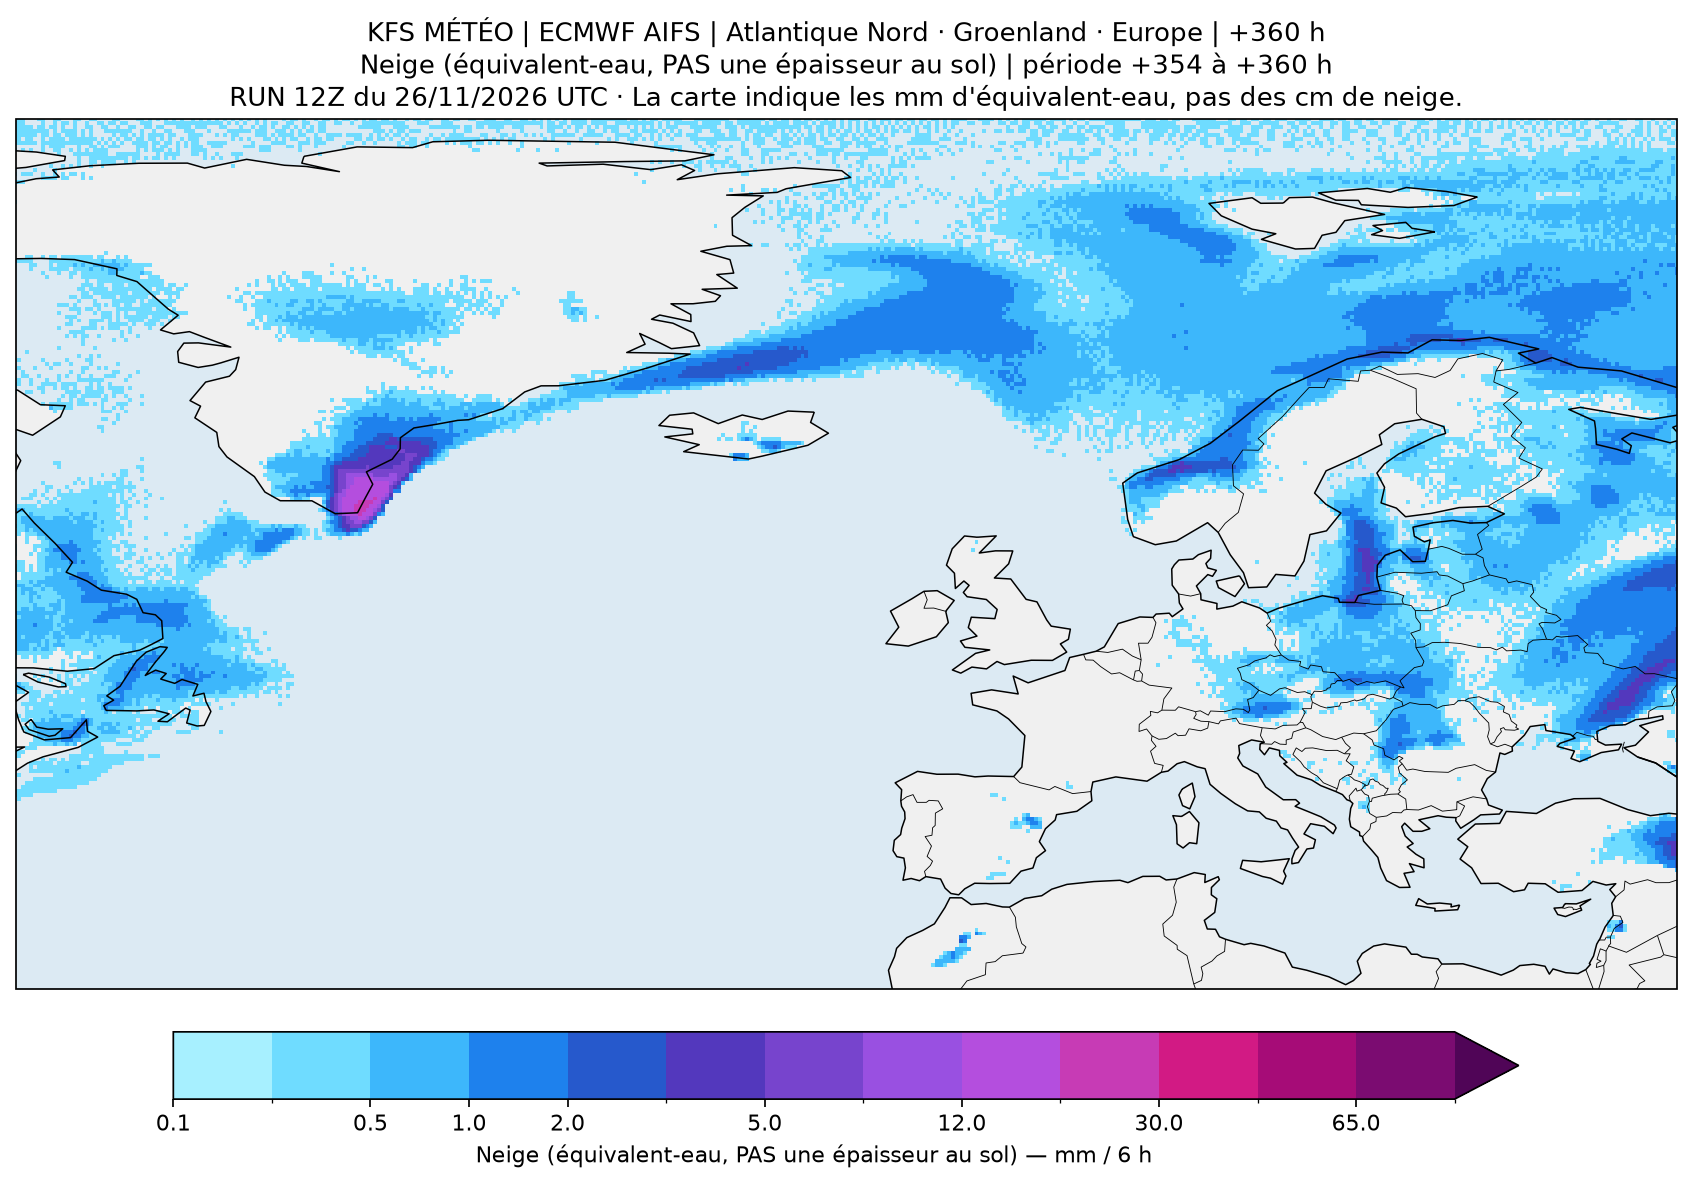 KFS MÉTÉO | ECMWF AIFS | Atlantique Nord · Groenland · Europe | +360 h
Neige (équivalent-eau, PAS une épaisseur au sol) | période +354 à +360 h
RUN 12Z du 26/11/2026 UTC · La carte indique les mm d'équivalent-eau, pas des cm de neige.
0.1 0.5 1.0 2.0 5.0 12.0 30.0 65.0
Neige (équivalent-eau, PAS une épaisseur au sol) — mm / 6 h